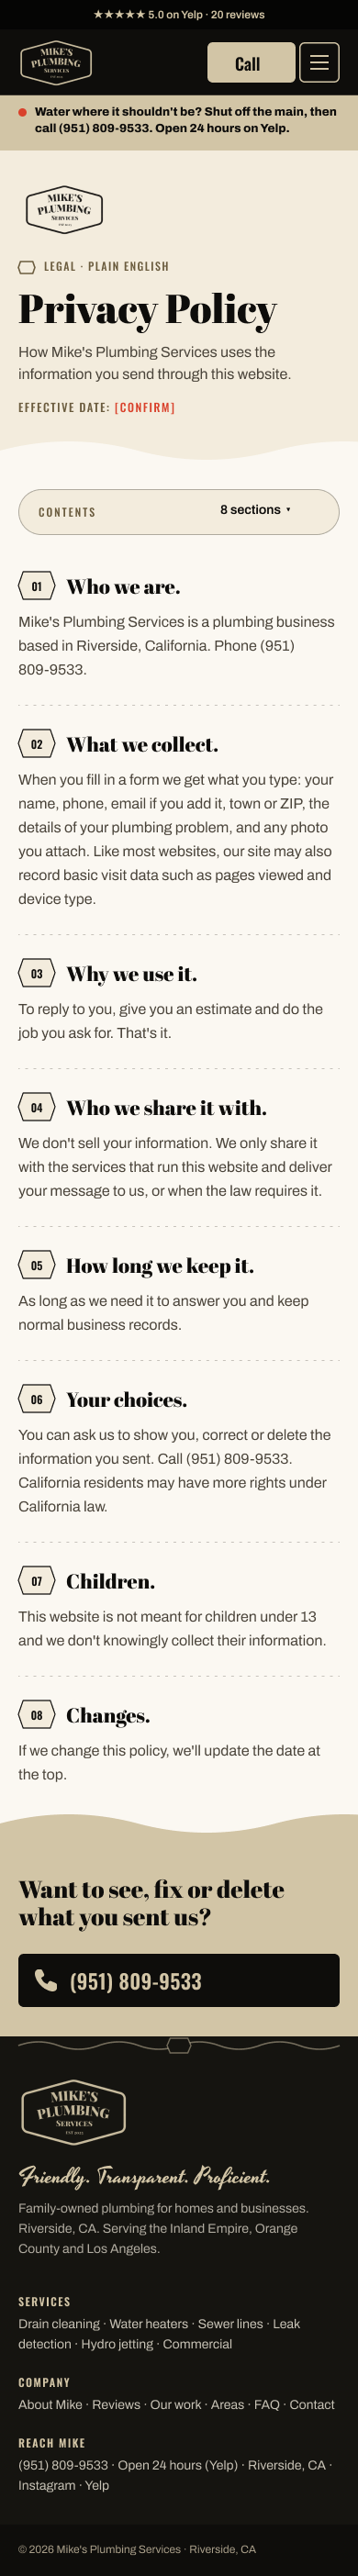 ★★★★★ 5.0 on Yelp · 20 reviews
MIKE'S
PLUMBING
SERVICES
Call
Water where it shouldn't be? Shut off the main, then
call (951) 809-9533. Open 24 hours on Yelp.
MIKE'S
PLUMBING
SERVICES
LEGAL · PLAIN ENGLISH
Privacy Policy
How Mike's Plumbing Services uses the
information you send through this website.
EFFECTIVE DATE: [CONFIRM]
CONTENTS
8 sections ▾
01 Who we are.
Mike's Plumbing Services is a plumbing business
based in Riverside, California. Phone (951)
809-9533.
02 What we collect.
When you fill in a form we get what you type: your
name, phone, email if you add it, town or ZIP, the
details of your plumbing problem, and any photo
you attach. Like most websites, our site may also
record basic visit data such as pages viewed and
device type.
03 Why we use it.
To reply to you, give you an estimate and do the
job you ask for. That's it.
04 Who we share it with.
We don't sell your information. We only share it
with the services that run this website and deliver
your message to us, or when the law requires it.
05 How long we keep it.
As long as we need it to answer you and keep
normal business records.
06 Your choices.
You can ask us to show you, correct or delete the
information you sent. Call (951) 809-9533.
California residents may have more rights under
California law.
07 Children.
This website is not meant for children under 13
and we don't knowingly collect their information.
08 Changes.
If we change this policy, we'll update the date at
the top.
Want to see, fix or delete
what you sent us?
(951) 809-9533
MIKE'S
PLUMBING
SERVICES
Friendly. Transparent. Proficient.
Family-owned plumbing for homes and businesses.
Riverside, CA. Serving the Inland Empire, Orange
County and Los Angeles.
SERVICES
Drain cleaning · Water heaters · Sewer lines · Leak
detection · Hydro jetting · Commercial
COMPANY
About Mike · Reviews · Our work · Areas · FAQ · Contact
REACH MIKE
(951) 809-9533 · Open 24 hours (Yelp) · Riverside, CA ·
Instagram · Yelp
© 2026 Mike's Plumbing Services · Riverside, CA